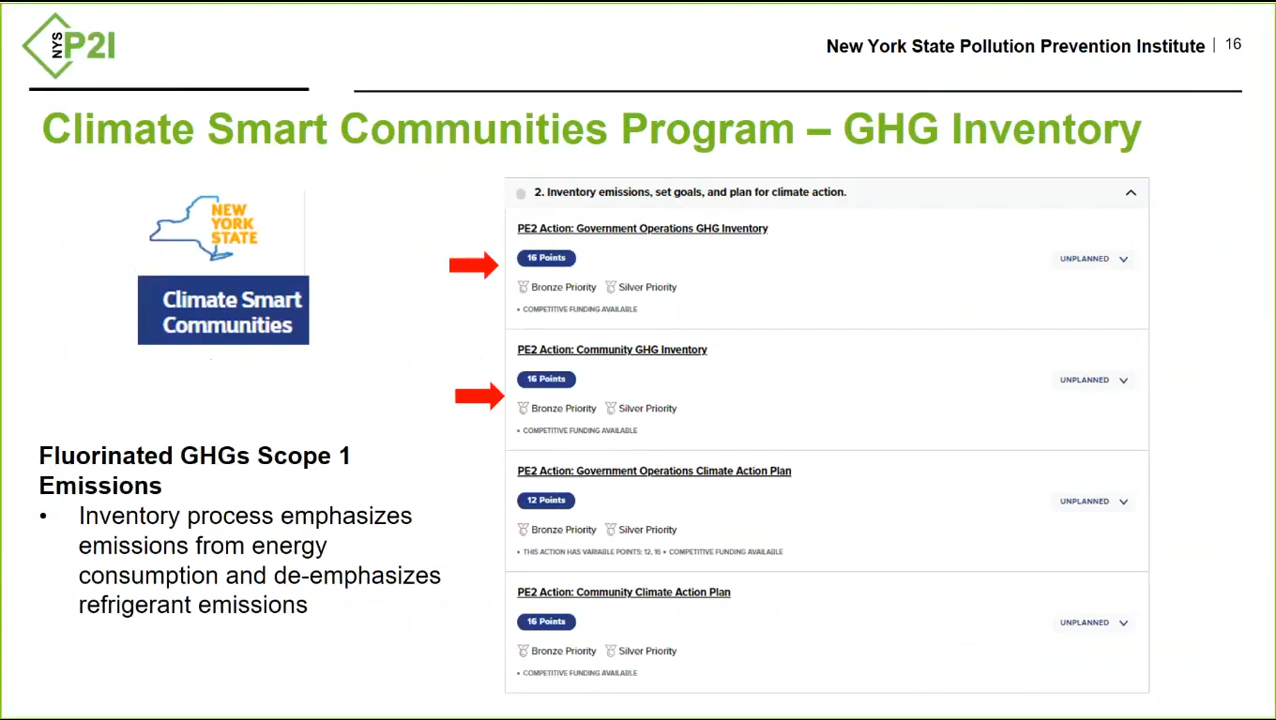 NYS P2I
New York State Pollution Prevention Institute | 16
Climate Smart Communities Program – GHG Inventory
NEW
YORK
STATE
Climate Smart
Communities
Fluorinated GHGs Scope 1
Emissions
• Inventory process emphasizes
emissions from energy
consumption and de-emphasizes
refrigerant emissions
2. Inventory emissions, set goals, and plan for climate action.
PE2 Action: Government Operations GHG Inventory
16 Points
UNPLANNED
Bronze Priority Silver Priority
• COMPETITIVE FUNDING AVAILABLE
PE2 Action: Community GHG Inventory
16 Points
UNPLANNED
Bronze Priority Silver Priority
• COMPETITIVE FUNDING AVAILABLE
PE2 Action: Government Operations Climate Action Plan
12 Points
UNPLANNED
Bronze Priority Silver Priority
• THIS ACTION HAS VARIABLE POINTS: 12, 16 • COMPETITIVE FUNDING AVAILABLE
PE2 Action: Community Climate Action Plan
16 Points
UNPLANNED
Bronze Priority Silver Priority
• COMPETITIVE FUNDING AVAILABLE